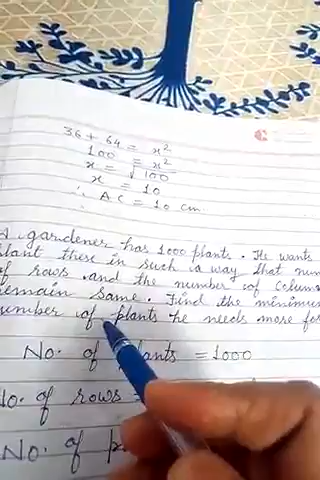 36 + 64 = x²
100 = x²
x = √100
x = 10
∴ AC = 10 cm
A gardener has 1000 plants. He wants
plant these in such a way that num
of rows and the number of colum
remain same. Find the minimum
number of plants he needs more for
No. of plants = 1000
No. of rows =
No. of